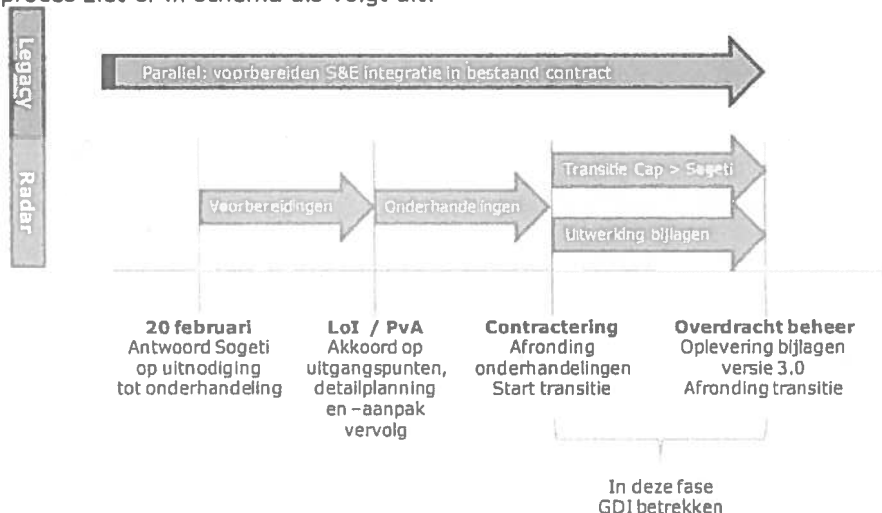 proces ziet er in schema als volgt uit:
Legacy
Parallel: voorbereiden S&E integratie in bestaand contract
Radar
Transitie Cap > Sogeti
Voorbereidingen
Onderhandelingen
Uitwerking bijlagen
20 februari
Antwoord Sogeti
op uitnodiging
tot onderhandeling
LoI / PvA
Akkoord op
uitgangspunten,
detailplanning
en –aanpak
vervolg
Contractering
Afronding
onderhandelingen
Start transitie
Overdracht beheer
Oplevering bijlagen
versie 3.0
Afronding transitie
In deze fase
GDI betrekken